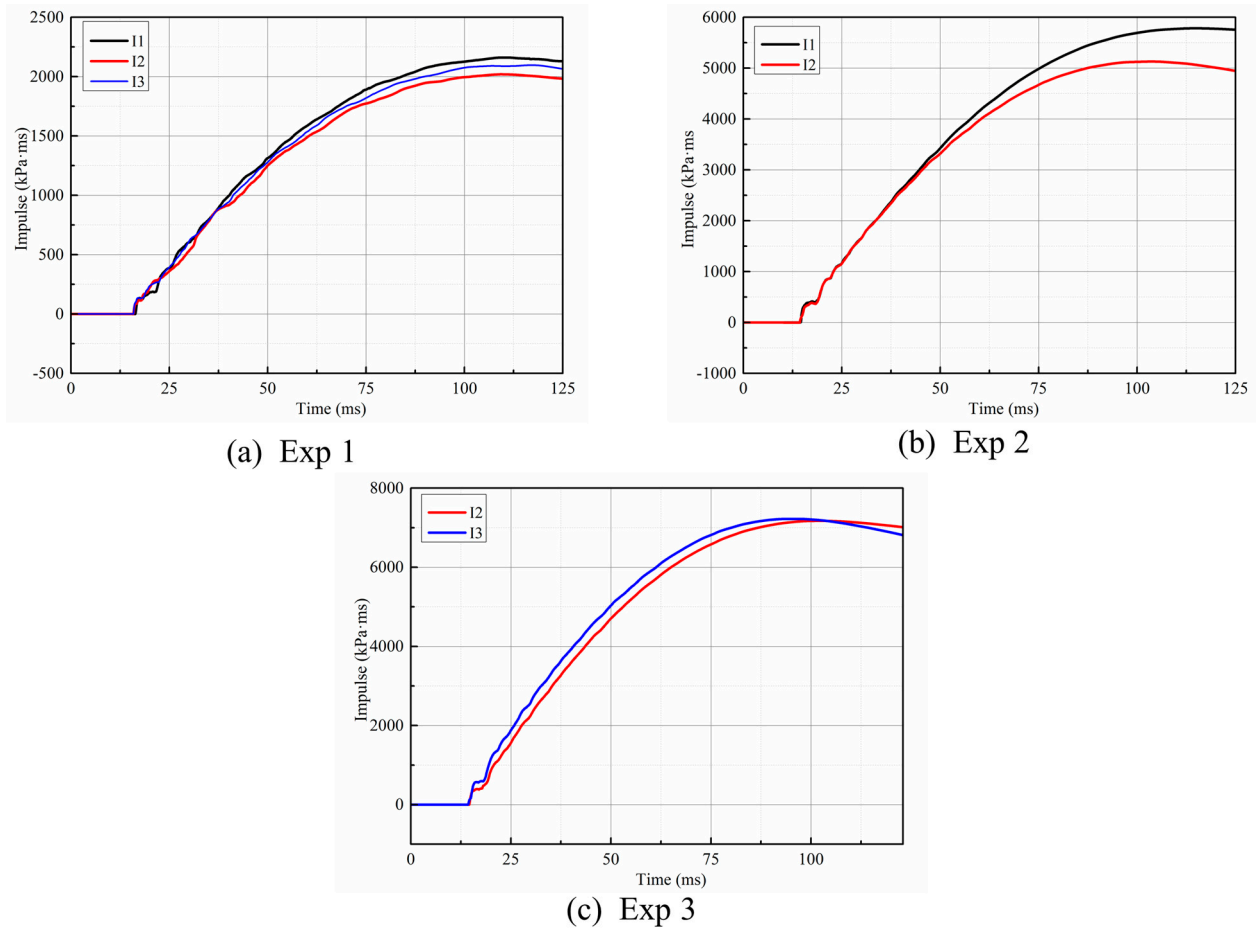 2500
2000
1500
1000
500
0
-500
Impulse (kPa·ms)
I1
I2
I3
0 25 50 75 100 125
Time (ms)
(a) Exp 1
6000
5000
4000
3000
2000
1000
0
-1000
Impulse (kPa·ms)
I1
I2
0 25 50 75 100 125
Time (ms)
(b) Exp 2
8000
6000
4000
2000
0
Impulse (kPa·ms)
I2
I3
0 25 50 75 100
Time (ms)
(c) Exp 3